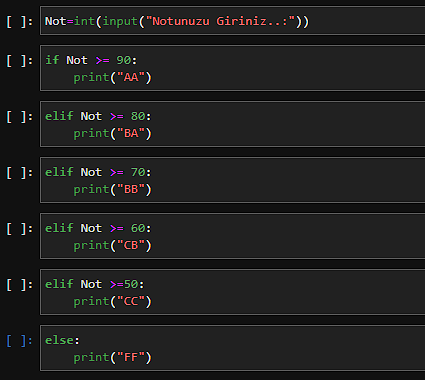 [ ]: Not=int(input("Notunuzu Giriniz..:"))
[ ]: if Not >= 90:
print("AA")
[ ]: elif Not >= 80:
print("BA")
[ ]: elif Not >= 70:
print("BB")
[ ]: elif Not >= 60:
print("CB")
[ ]: elif Not >=50:
print("CC")
[ ]: else:
print("FF")